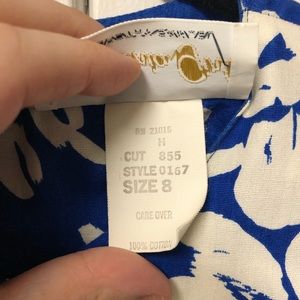 RN 21015
H
CUT 855
STYLE 0167
SIZE 8
CARE OVER
100% COTTON